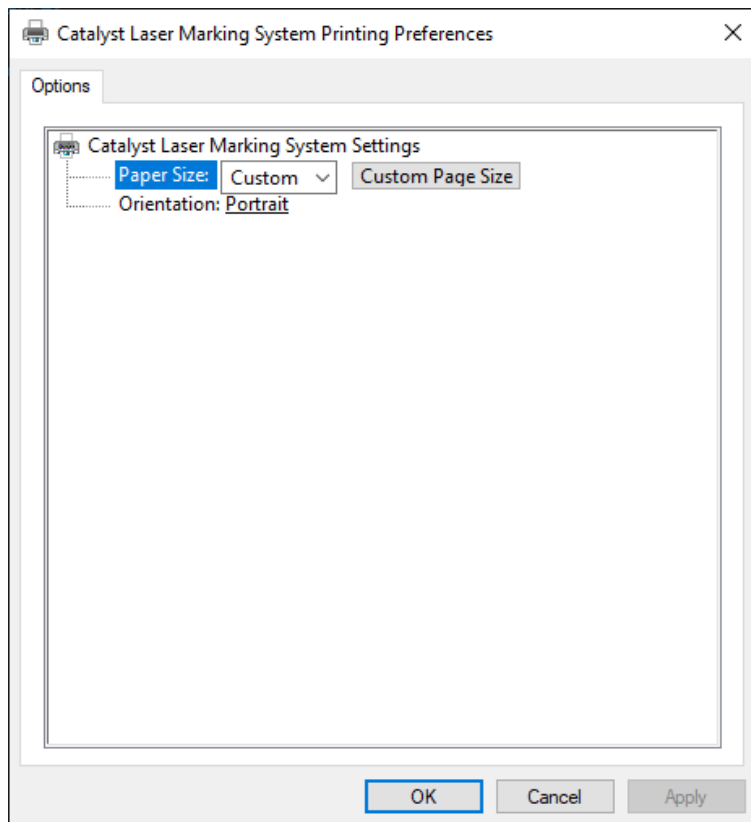 Catalyst Laser Marking System Printing Preferences
Options
Catalyst Laser Marking System Settings
Paper Size: Custom Custom Page Size
Orientation: Portrait
OK Cancel Apply